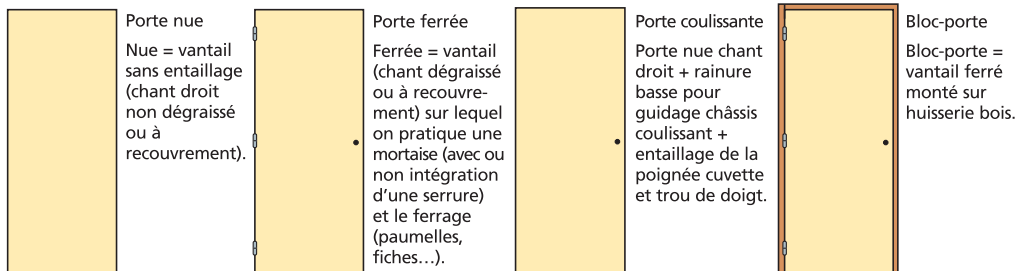 Porte nue
Nue = vantail
sans entaillage
(chant droit
non dégraissé
ou à
recouvrement).
Porte ferrée
Ferrée = vantail
(chant dégraissé
ou à recouvre-
ment) sur lequel
on pratique une
mortaise (avec ou
non intégration
d’une serrure)
et le ferrage
(paumelles,
fiches…).
Porte coulissante
Porte nue chant
droit + rainure
basse pour
guidage châssis
coulissant +
entaillage de la
poignée cuvette
et trou de doigt.
Bloc-porte
Bloc-porte =
vantail ferré
monté sur
huisserie bois.